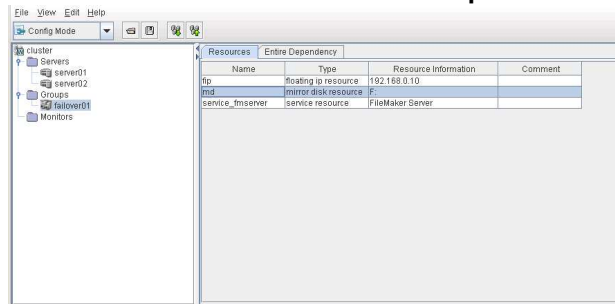 File View Edit Help
Config Mode
cluster
Servers
server01
server02
Groups
failover01
Monitors
Resources Entire Dependency
Name Type Resource Information Comment
fip floating ip resource 192.168.0.10
md mirror disk resource F:
service_fmserver service resource FileMaker Server